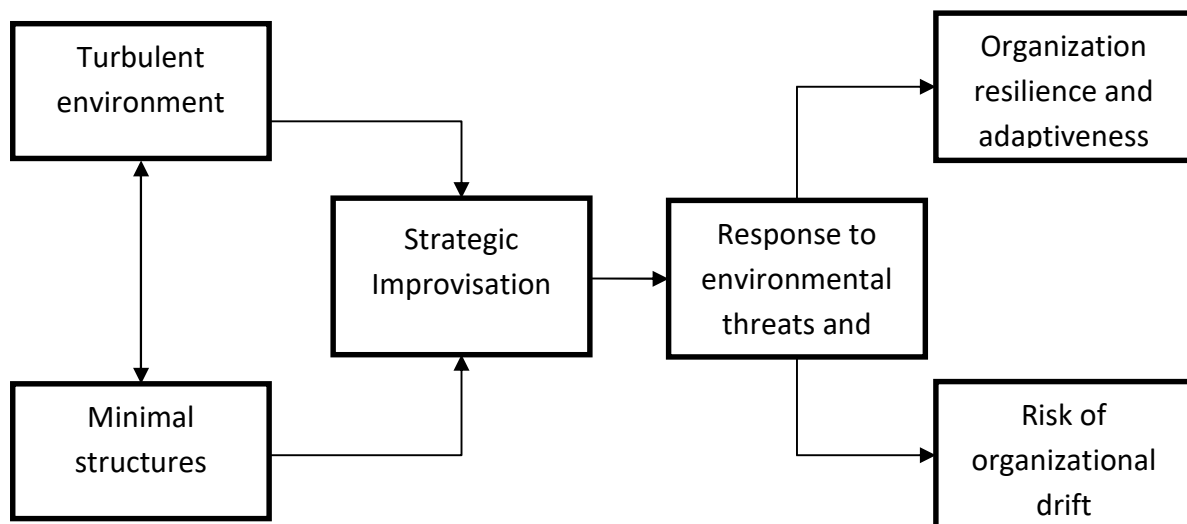 Turbulent
environment
Organization
resilience and
adaptiveness
Strategic
Improvisation
Response to
environmental
threats and
Minimal
structures
Risk of
organizational
drift